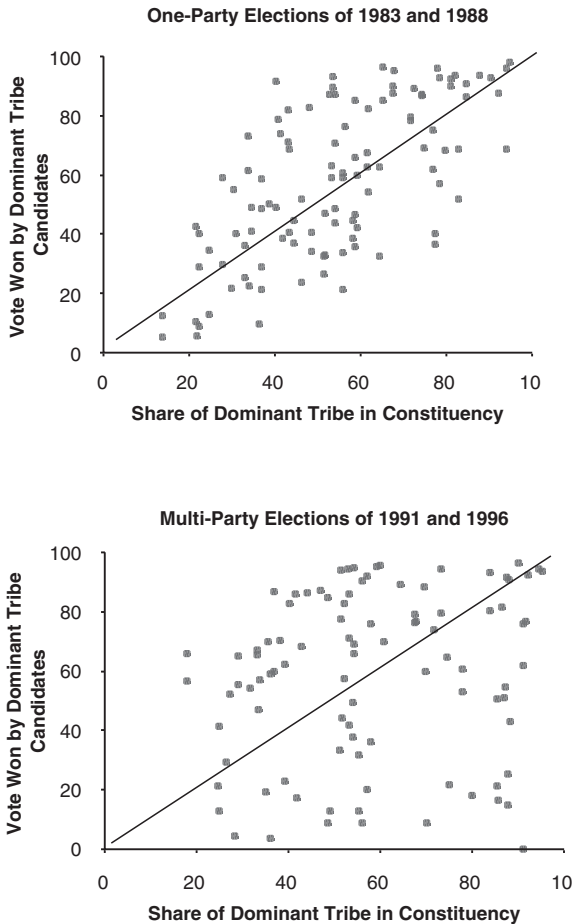 One-Party Elections of 1983 and 1988
Vote Won by Dominant Tribe
Candidates
100
80
60
40
20
0
0 20 40 60 80 10
Share of Dominant Tribe in Constituency
Multi-Party Elections of 1991 and 1996
Vote Won by Dominant Tribe
Candidates
100
80
60
40
20
0
0 20 40 60 80 10
Share of Dominant Tribe in Constituency